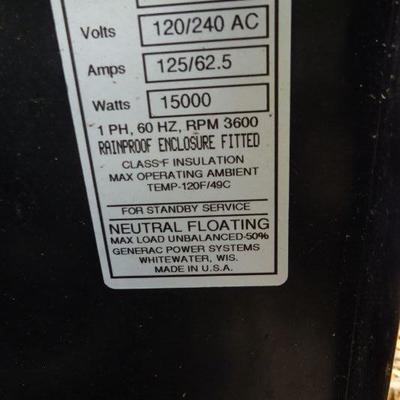 Volts 120/240 AC
Amps 125/62.5
Watts 15000
1 PH, 60 HZ, RPM 3600
RAINPROOF ENCLOSURE FITTED
CLASS-F INSULATION
MAX OPERATING AMBIENT
TEMP-120F/49C
FOR STANDBY SERVICE
NEUTRAL FLOATING
MAX LOAD UNBALANCED-50%
GENERAC POWER SYSTEMS
WHITEWATER, WIS.
MADE IN U.S.A.